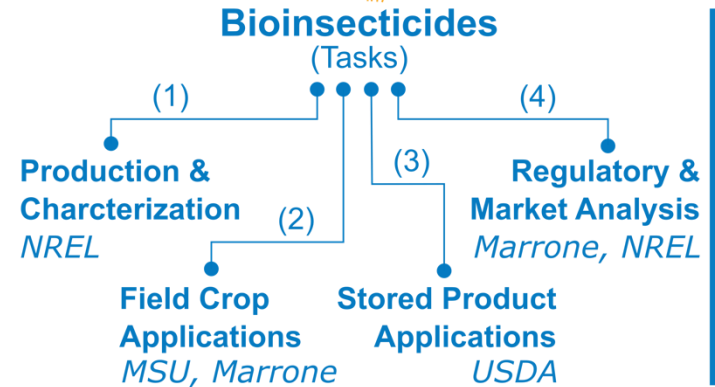 Bioinsecticides
(Tasks)
(1)
(4)
Production &
Charcterization
NREL
(2)
(3)
Regulatory &
Market Analysis
Marrone, NREL
Field Crop
Applications
MSU, Marrone
Stored Product
Applications
USDA